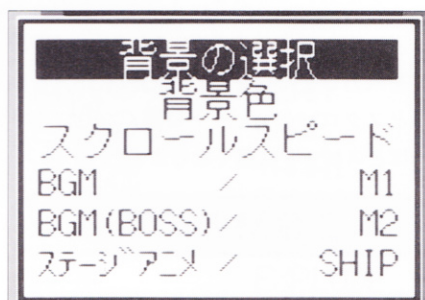 背景の選択
背景色
スクロールスピード
BGM / M1
BGM(BOSS) / M2
ステージアニメ / SHIP